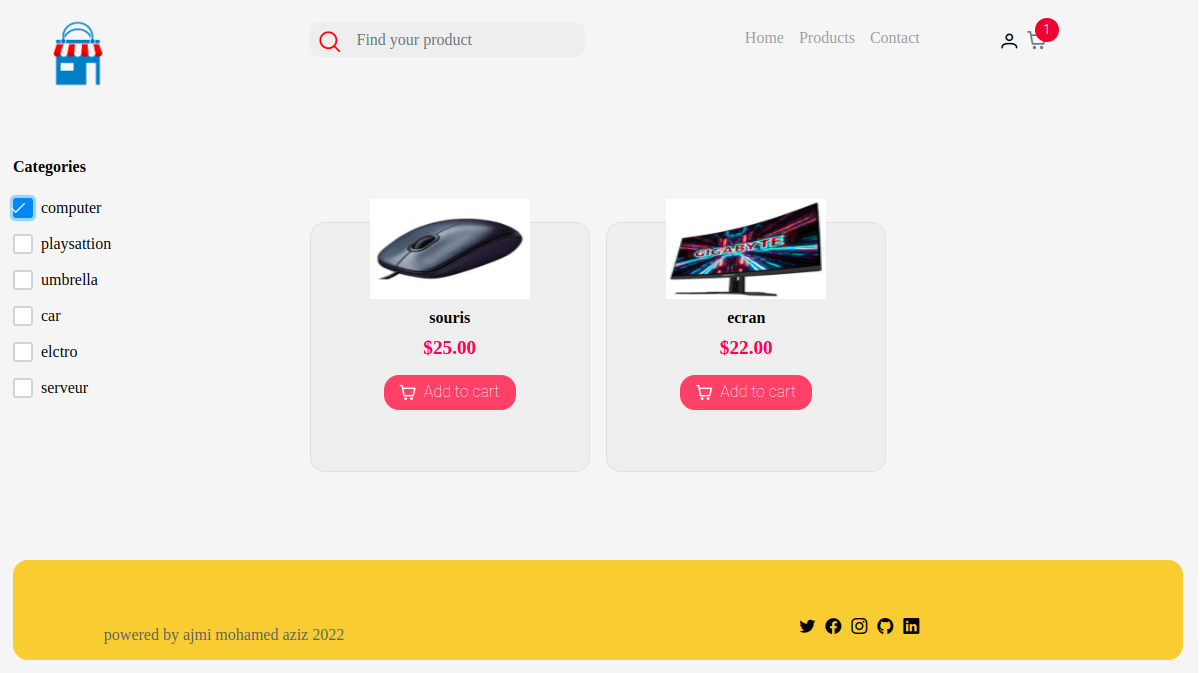 Find your product
Home Products Contact
1
Categories
computer
playsattion
umbrella
car
elctro
serveur
GIGABYTE
souris
$25.00
Add to cart
ecran
$22.00
Add to cart
powered by ajmi mohamed aziz 2022